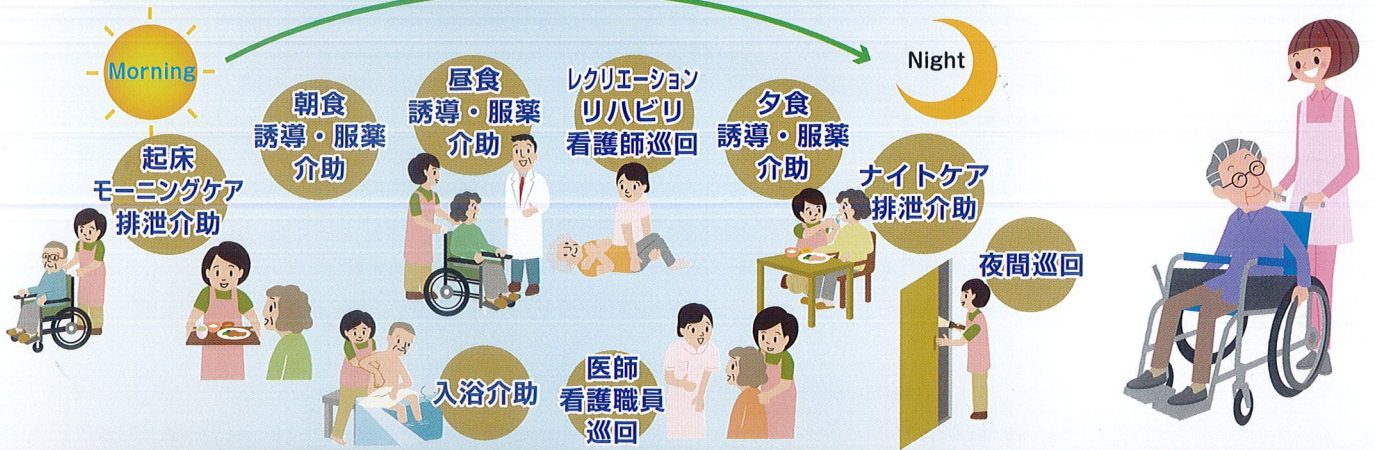 Morning
起床
モーニングケア
排泄介助
朝食
誘導・服薬
介助
昼食
誘導・服薬
介助
レクリエーション
リハビリ
看護師巡回
夕食
誘導・服薬
介助
Night
ナイトケア
排泄介助
夜間巡回
入浴介助
医師
看護職員
巡回